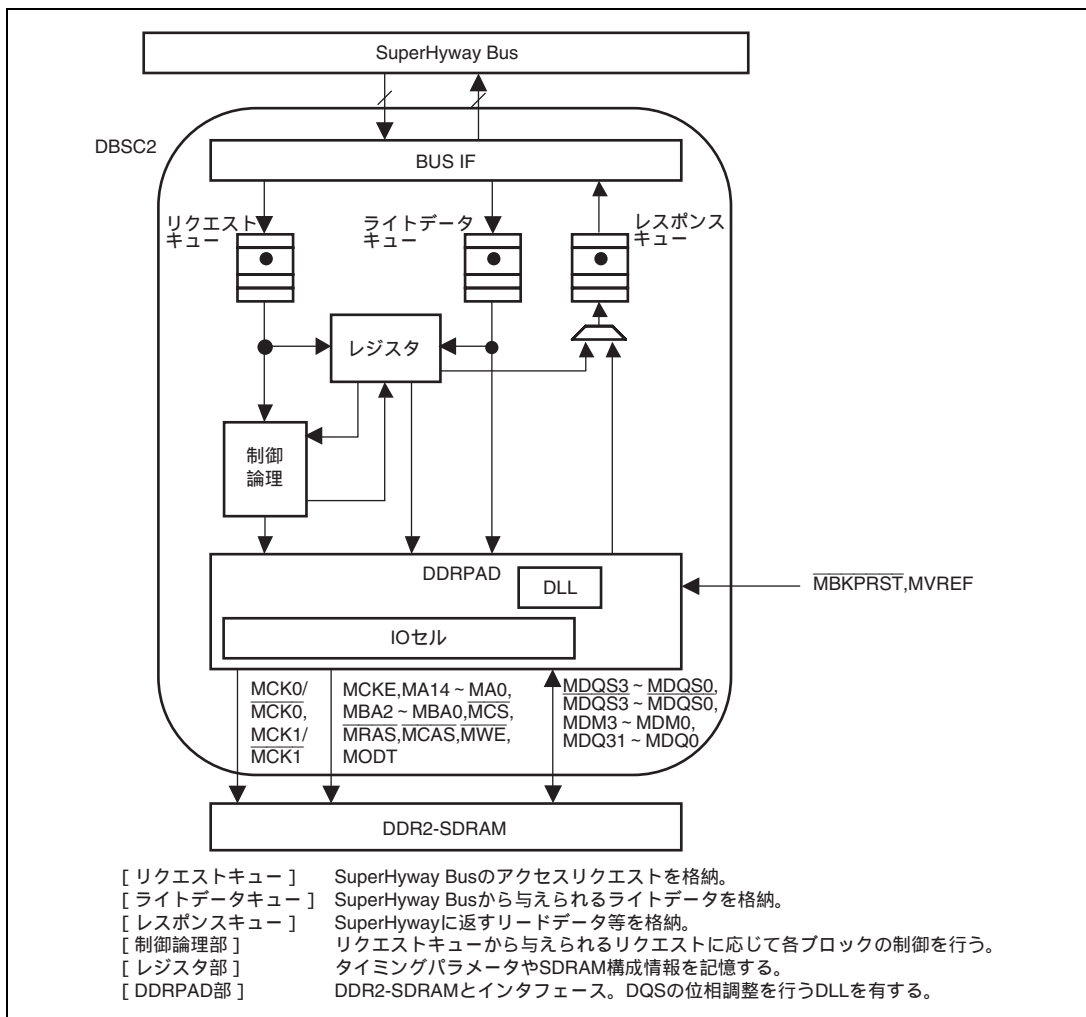 SuperHyway Bus
DBSC2
BUS IF
リクエスト
キュー
ライトデータ
キュー
レスポンス
キュー
レジスタ
制御
論理
DDRPAD
DLL
IOセル
MBKPRST,MVREF
MCK0/
MCK0,
MCK1/
MCK1
MCKE,MA14 ~ MA0,
MBA2 ~ MBA0,MCS,
MRAS,MCAS,MWE,
MODT
MDQS3 ~ MDQS0,
MDQS3 ~ MDQS0,
MDM3 ~ MDM0,
MDQ31 ~ MDQ0
DDR2-SDRAM
[ リクエストキュー ] SuperHyway Busのアクセスリクエストを格納。
[ ライトデータキュー ] SuperHyway Busから与えられるライトデータを格納。
[ レスポンスキュー ] SuperHywayに返すリードデータ等を格納。
[ 制御論理部 ] リクエストキューから与えられるリクエストに応じて各ブロックの制御を行う。
[ レジスタ部 ] タイミングパラメータやSDRAM構成情報を記憶する。
[ DDRPAD部 ] DDR2-SDRAMとインタフェース。DQSの位相調整を行うDLLを有する。